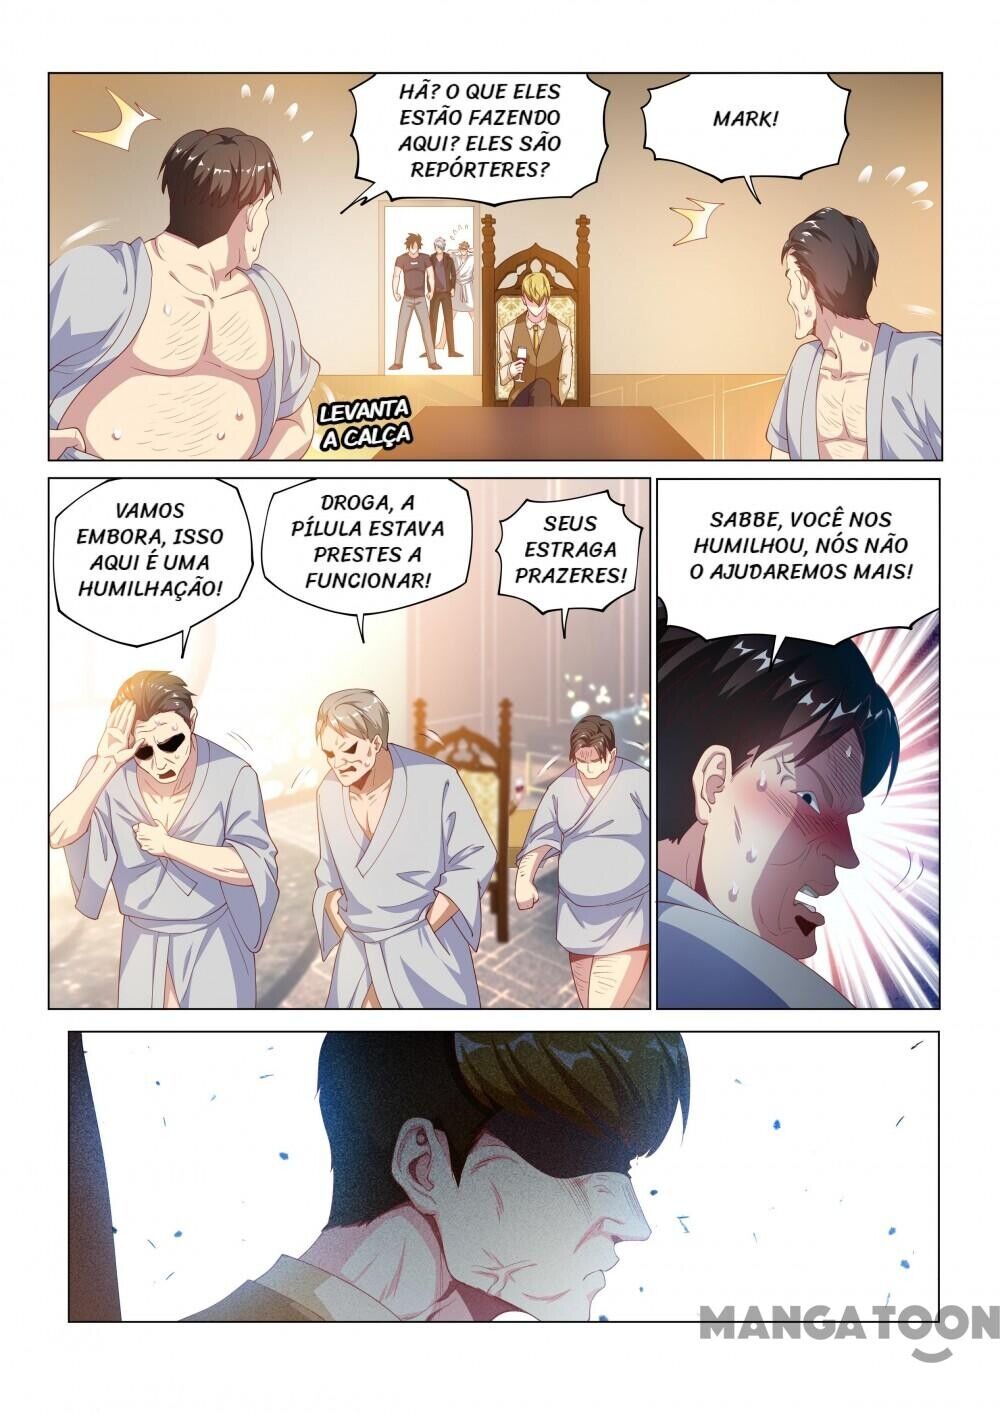 HÃ? O QUE ELES
ESTÃO FAZENDO
AQUI? ELES SÃO
REPÓRTERES?
MARK!
LEVANTA
A CALÇA
VAMOS
EMBORA, ISSO
AQUI É UMA
HUMILHAÇÃO!
DROGA, A
PÍLULA ESTAVA
PRESTES A
FUNCIONAR!
SEUS
ESTRAGA
PRAZERES!
SABBE, VOCÊ NOS
HUMILHOU, NÓS NÃO
O AJUDAREMOS MAIS!
MANGATOON